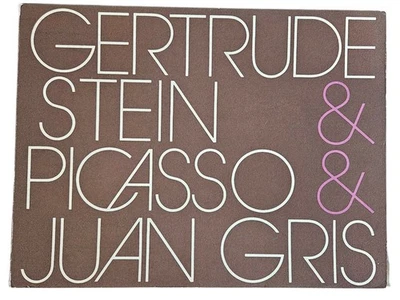 GERTRUDE
STEIN &
PICASSO &
JUAN GRIS